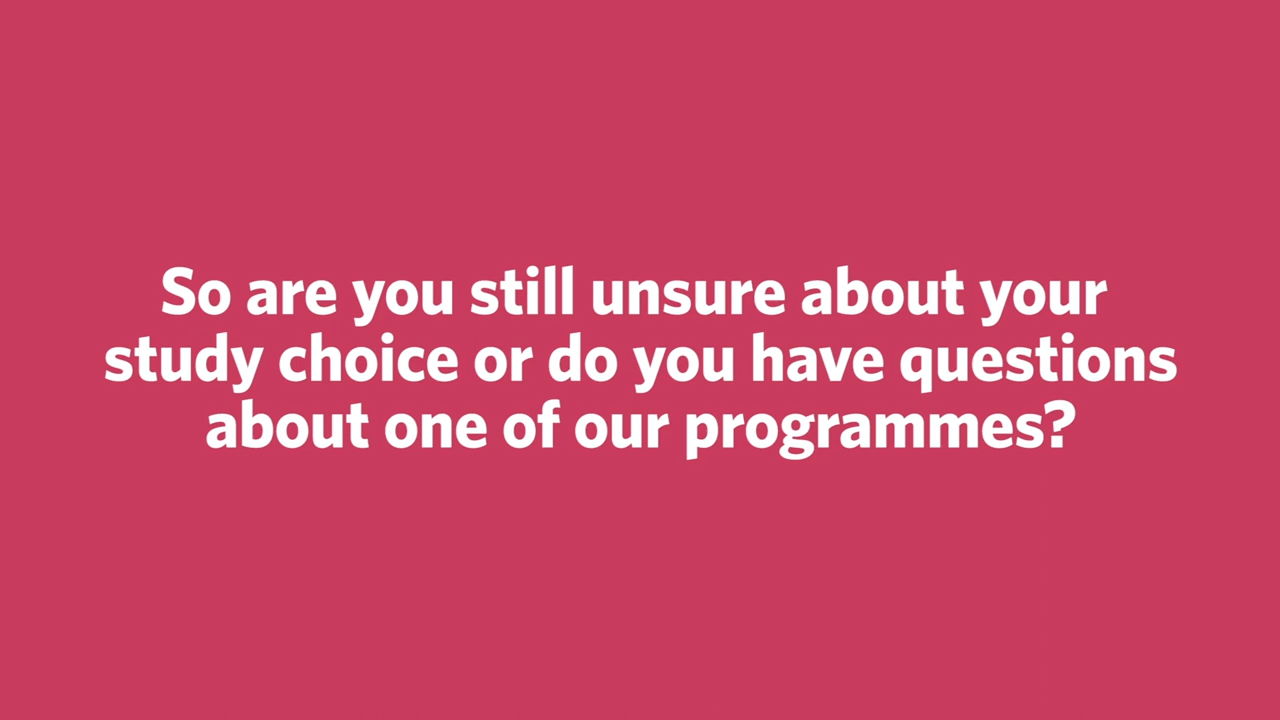 So are you still unsure about your
study choice or do you have questions
about one of our programmes?